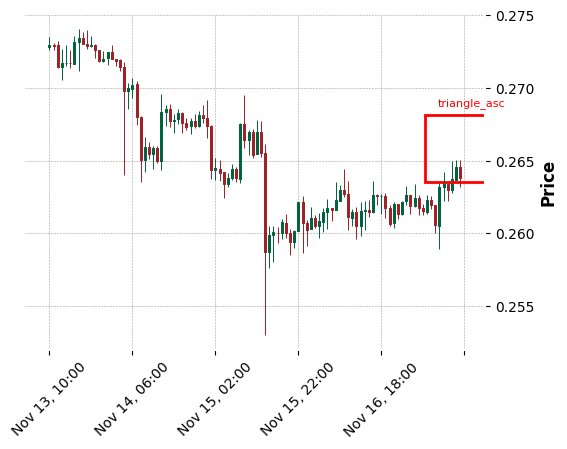 0.275
0.270
triangle_asc
0.265
0.260
0.255
Price
Nov 13, 10:00
Nov 14, 06:00
Nov 15, 02:00
Nov 15, 22:00
Nov 16, 18:00